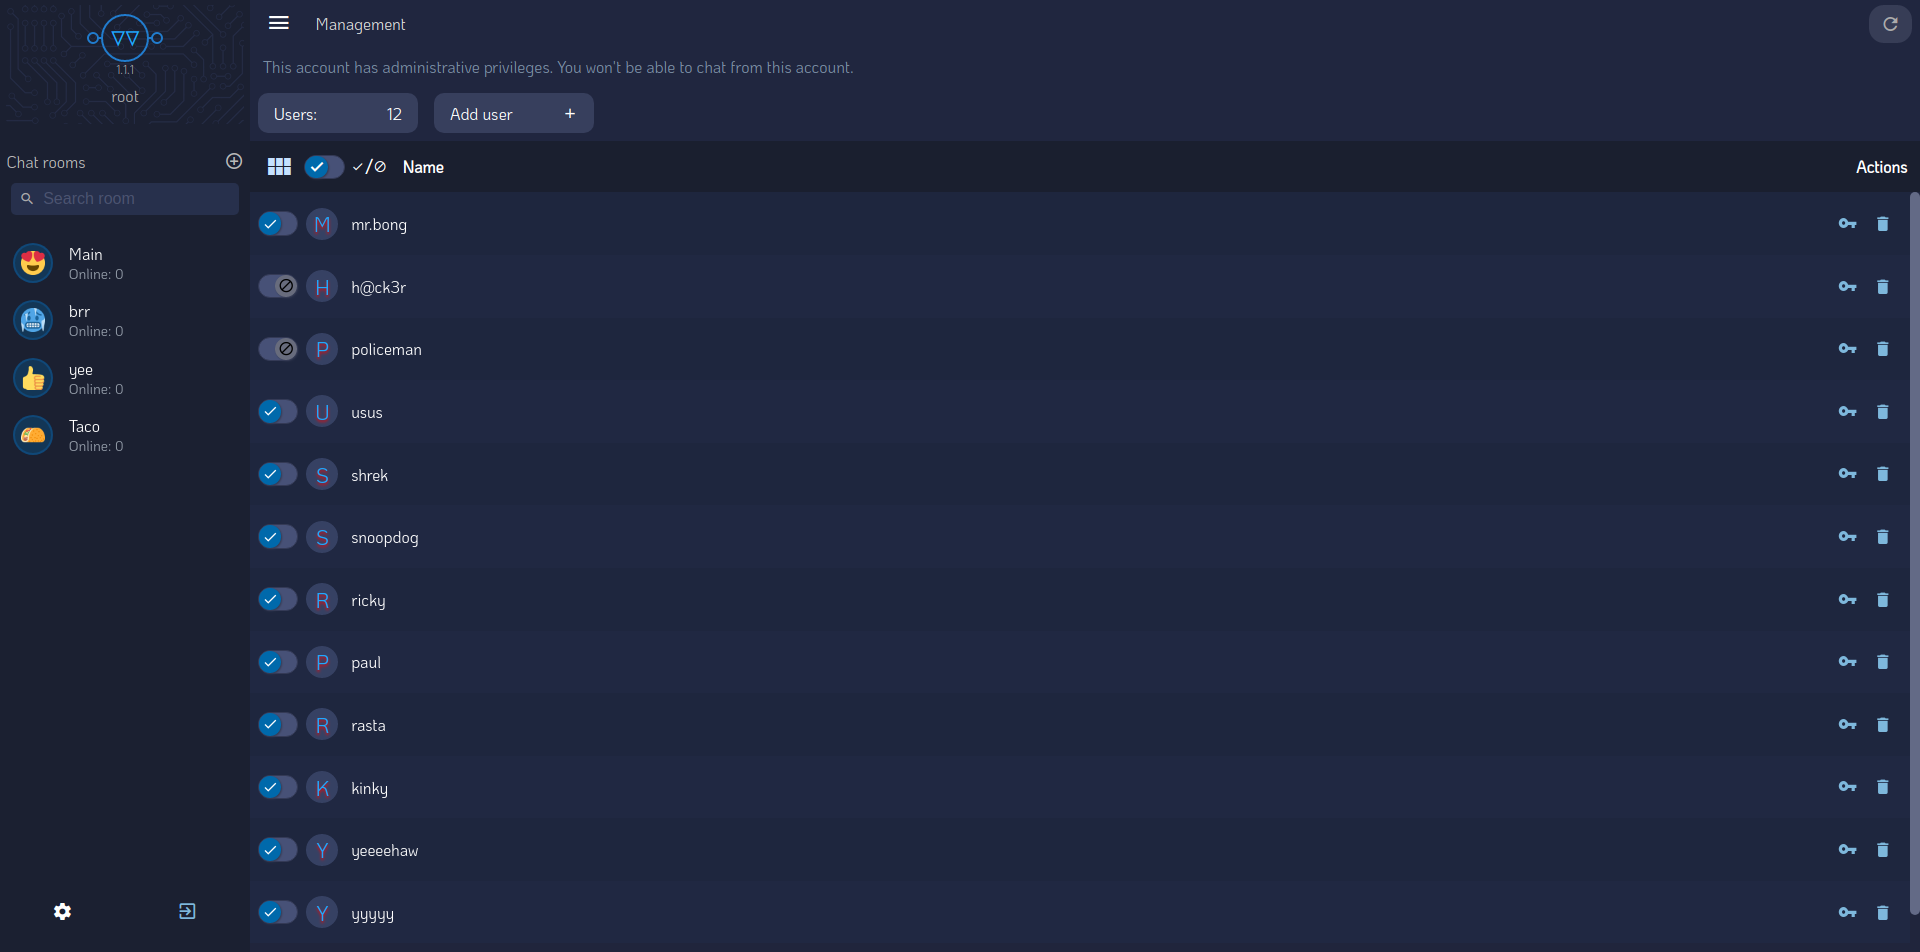 1.1.1
root
Chat rooms
Search room
Main
Online: 0
brr
Online: 0
yee
Online: 0
Taco
Online: 0
Management
This account has administrative privileges. You won't be able to chat from this account.
Users: 12
Add user +
Name Actions
M mr.bong
H h@ck3r
P policeman
U usus
S shrek
S snoopdog
R ricky
P paul
R rasta
K kinky
Y yeeeehaw
Y yyyyy